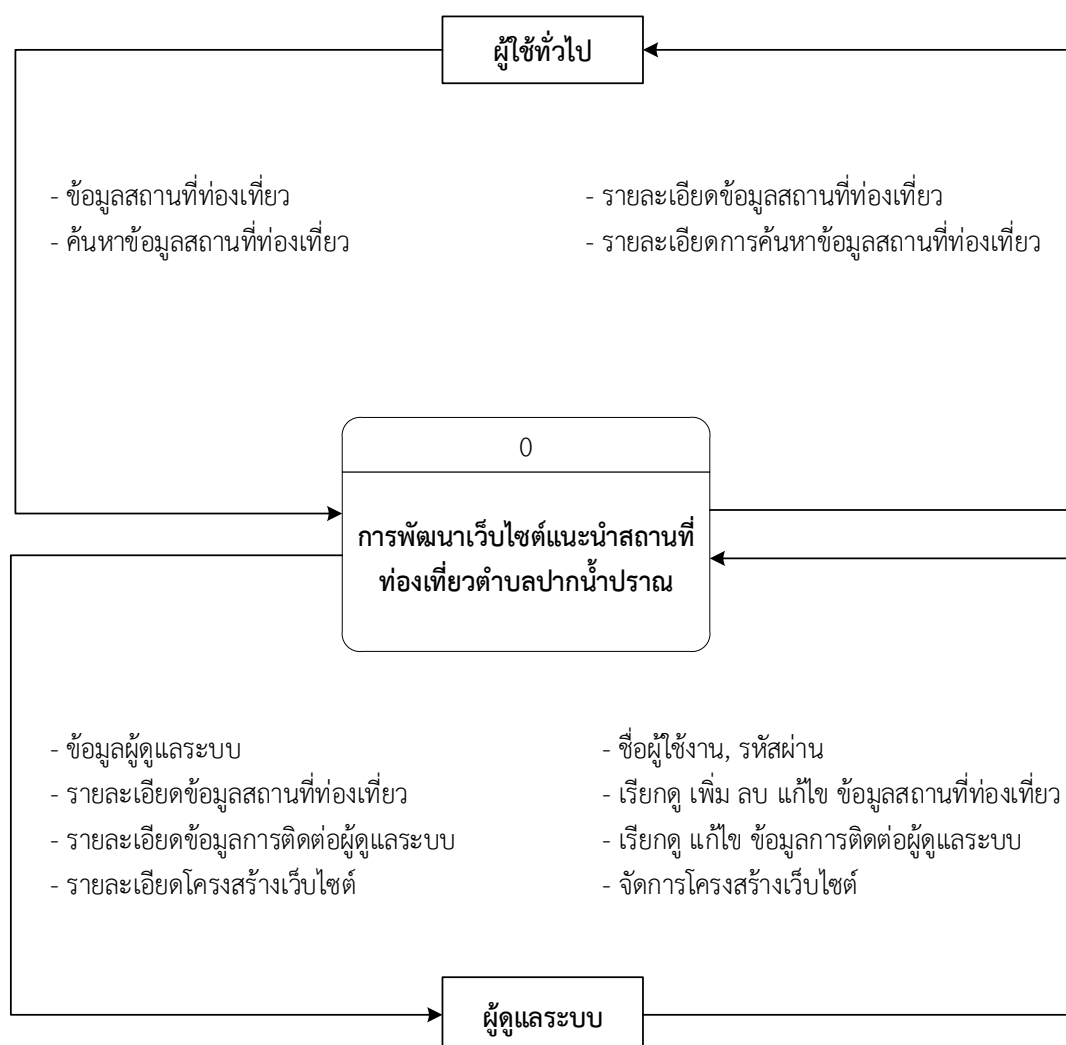 ผู้ใช้ทั่วไป
- ข้อมูลสถานที่ท่องเที่ยว
- ค้นหาข้อมูลสถานที่ท่องเที่ยว
- รายละเอียดข้อมูลสถานที่ท่องเที่ยว
- รายละเอียดการค้นหาข้อมูลสถานที่ท่องเที่ยว
0
การพัฒนาเว็บไซต์แนะนำสถานที่
ท่องเที่ยวตำบลปากน้ำปราณ
- ข้อมูลผู้ดูแลระบบ
- รายละเอียดข้อมูลสถานที่ท่องเที่ยว
- รายละเอียดข้อมูลการติดต่อผู้ดูแลระบบ
- รายละเอียดโครงสร้างเว็บไซต์
- ชื่อผู้ใช้งาน, รหัสผ่าน
- เรียกดู เพิ่ม ลบ แก้ไข ข้อมูลสถานที่ท่องเที่ยว
- เรียกดู แก้ไข ข้อมูลการติดต่อผู้ดูแลระบบ
- จัดการโครงสร้างเว็บไซต์
ผู้ดูแลระบบ